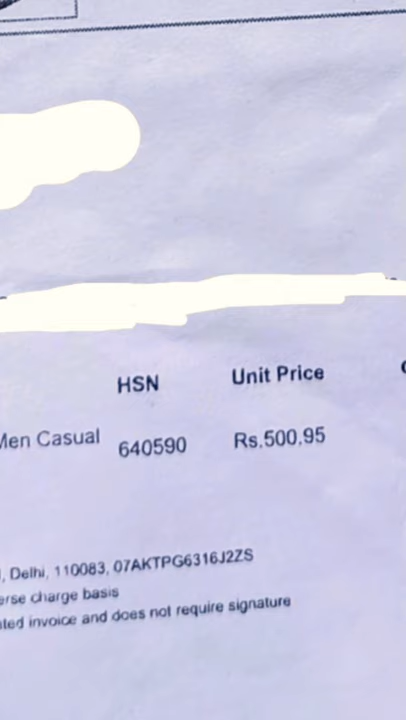 HSN Unit Price
Men Casual 640590 Rs.500.95
, Delhi, 110083, 07AKTPG6316J2ZS
erse charge basis
ted invoice and does not require signature